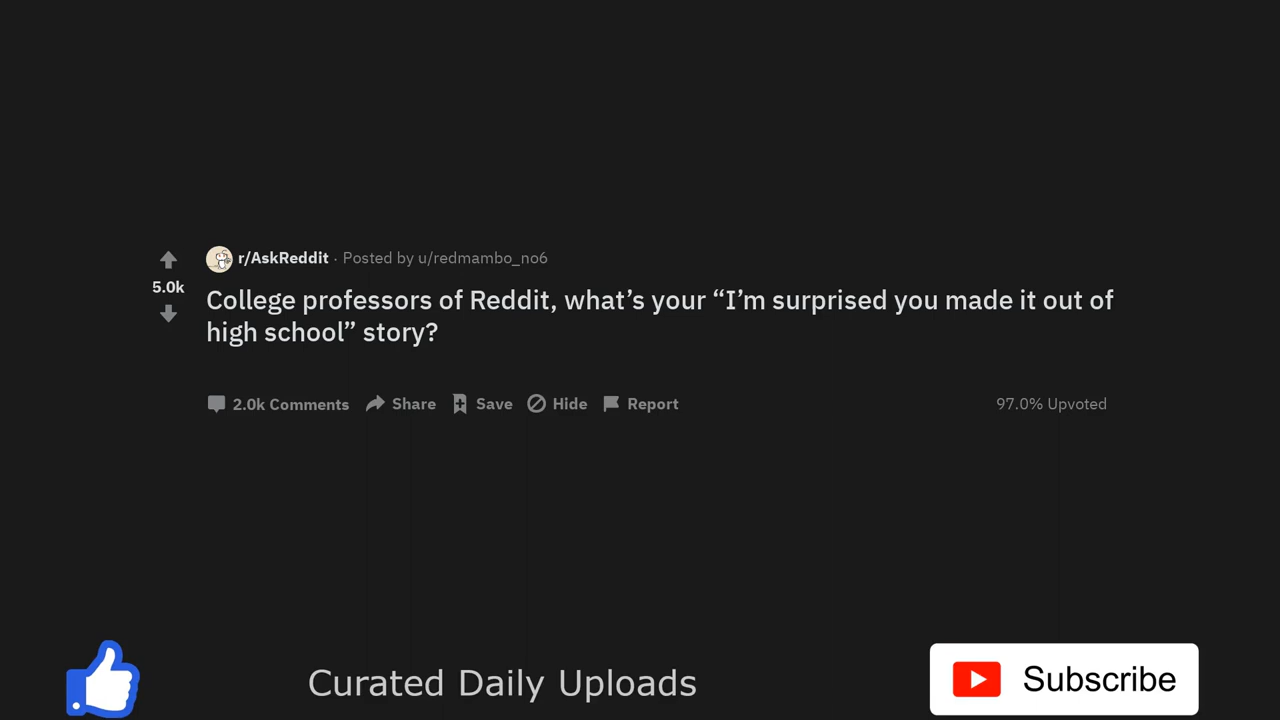 r/AskReddit · Posted by u/redmambo_no6
5.0k
College professors of Reddit, what’s your “I’m surprised you made it out of
high school” story?
2.0k Comments Share Save Hide Report 97.0% Upvoted
Curated Daily Uploads
Subscribe